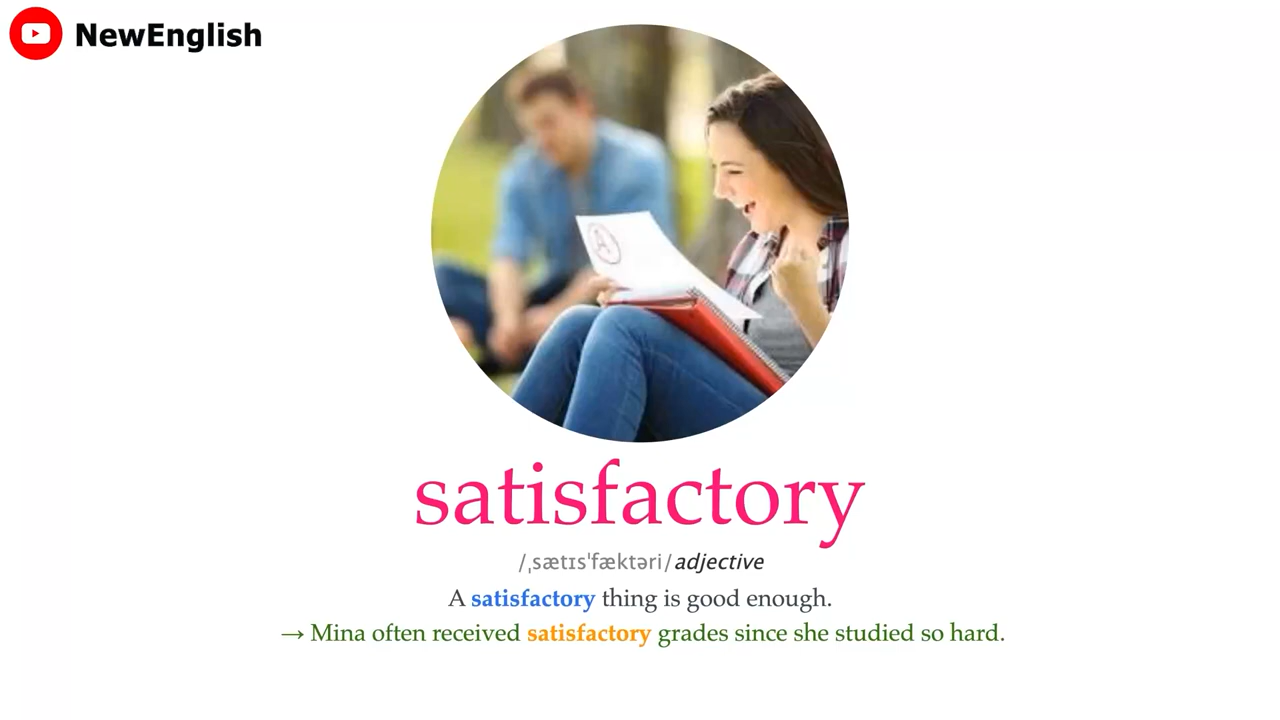 NewEnglish
A
satisfactory
/ˌsætɪsˈfæktəri/adjective
A satisfactory thing is good enough.
→ Mina often received satisfactory grades since she studied so hard.